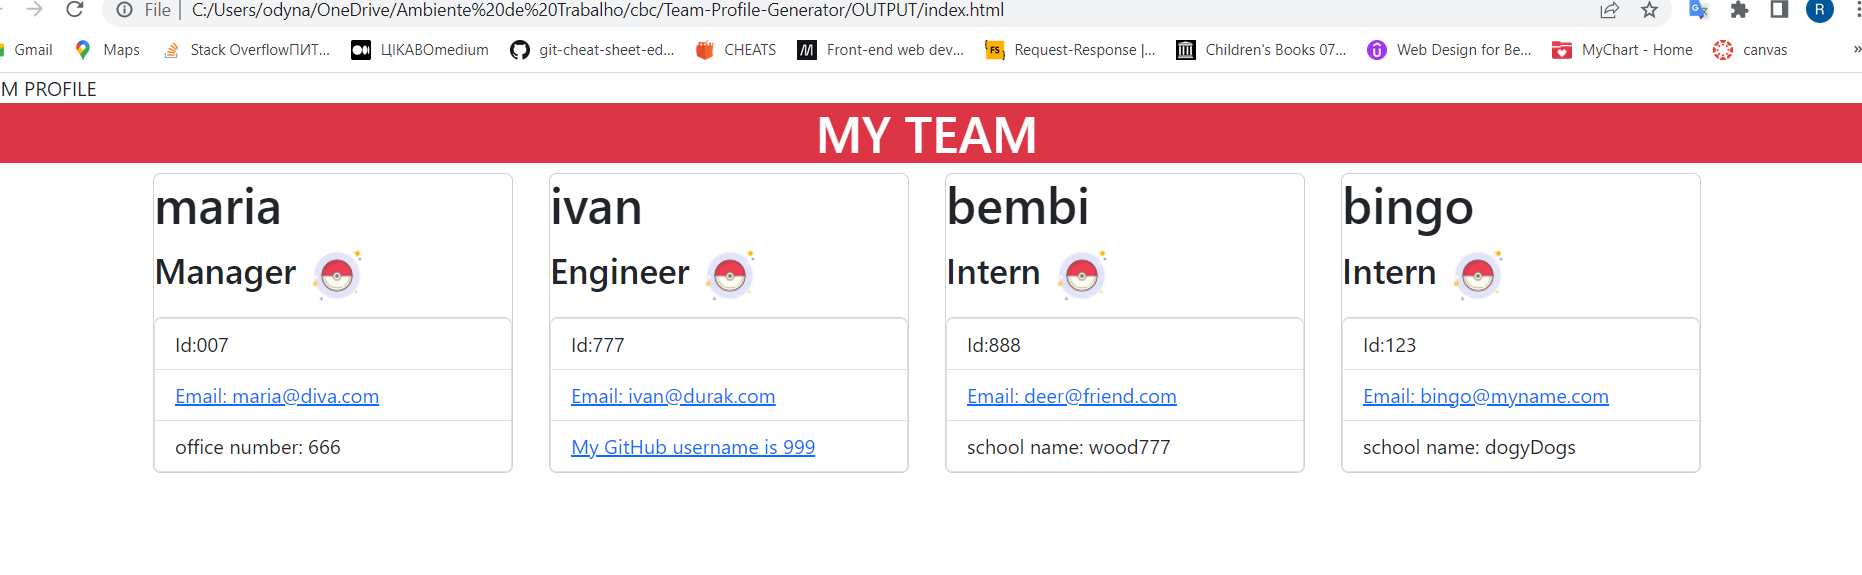 File | C:/Users/odyna/OneDrive/Ambiente%20de%20Trabalho/cbc/Team-Profile-Generator/OUTPUT/index.html R
Gmail Maps Stack OverflowПИТ... ЦІКАВОmedium git-cheat-sheet-ed... CHEATS M Front-end web dev... FS Request-Response |... Children's Books 07... Web Design for Be... MyChart - Home canvas »
M PROFILE
MY TEAM
maria
Manager
Id:007
Email: maria@diva.com
office number: 666
ivan
Engineer
Id:777
Email: ivan@durak.com
My GitHub username is 999
bembi
Intern
Id:888
Email: deer@friend.com
school name: wood777
bingo
Intern
Id:123
Email: bingo@myname.com
school name: dogyDogs